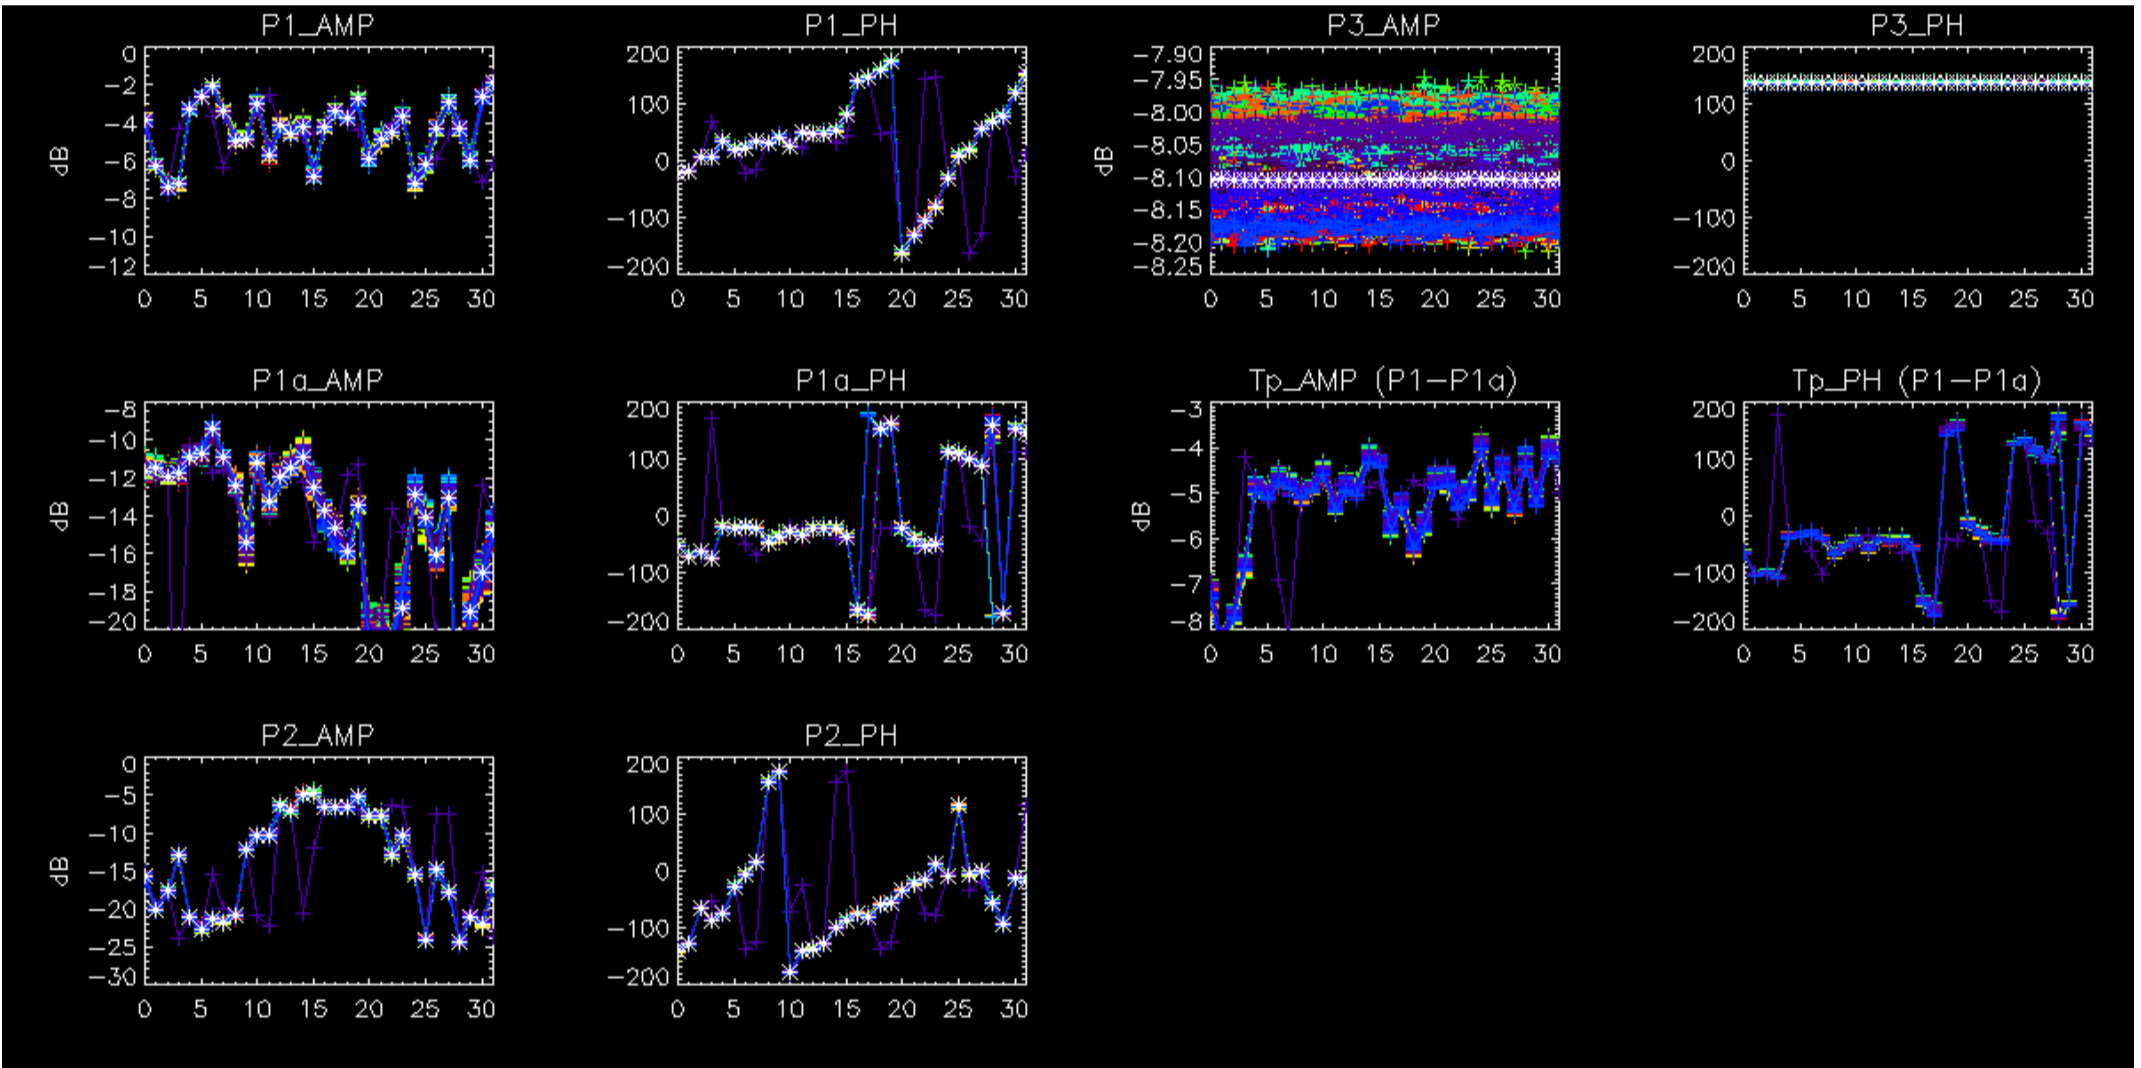 P1_AMP
P1_PH
P3_AMP
P3_PH
0
-2
-4
-6
-8
-10
-12
dB
0 5 10 15 20 25 30
200
100
0
-100
-200
0 5 10 15 20 25 30
-7.90
-7.95
-8.00
-8.05
-8.10
-8.15
-8.20
-8.25
dB
0 5 10 15 20 25 30
200
100
0
-100
-200
0 5 10 15 20 25 30
P1a_AMP
P1a_PH
Tp_AMP (P1-P1a)
Tp_PH (P1-P1a)
-8
-10
-12
-14
-16
-18
-20
dB
0 5 10 15 20 25 30
200
100
0
-100
-200
0 5 10 15 20 25 30
-3
-4
-5
-6
-7
-8
dB
0 5 10 15 20 25 30
200
100
0
-100
-200
0 5 10 15 20 25 30
P2_AMP
P2_PH
0
-5
-10
-15
-20
-25
-30
dB
0 5 10 15 20 25 30
200
100
0
-100
-200
0 5 10 15 20 25 30